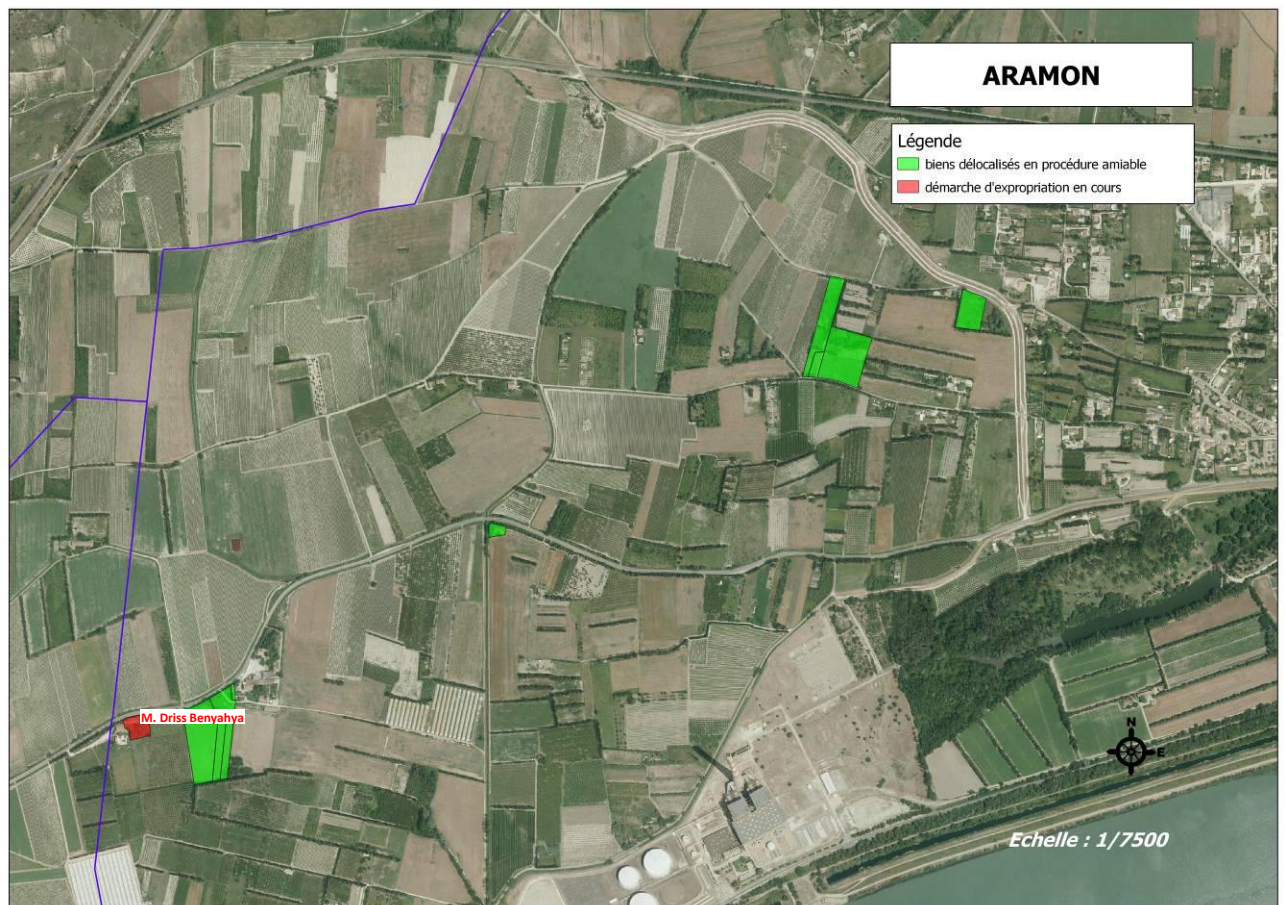 ARAMON
Légende
biens délocalisés en procédure amiable
démarche d'expropriation en cours
M. Driss Benyahya
N
E
Echelle : 1/7500